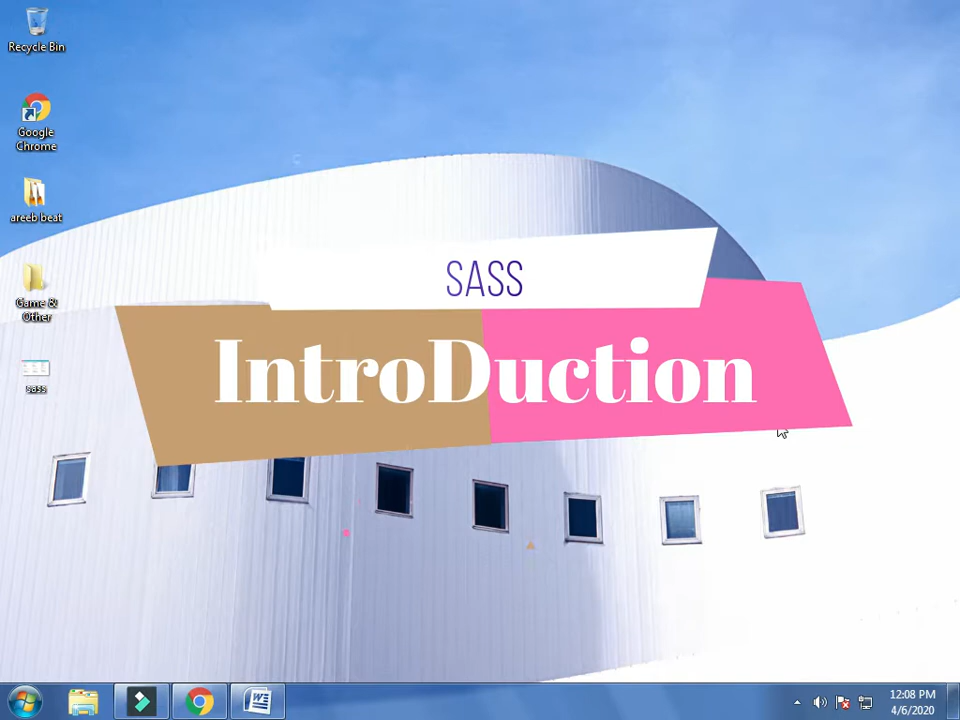 Recycle Bin
Google
Chrome
areeb beat
Game &
Other
sass
SASS
IntroDuction
12:08 PM
4/6/2020